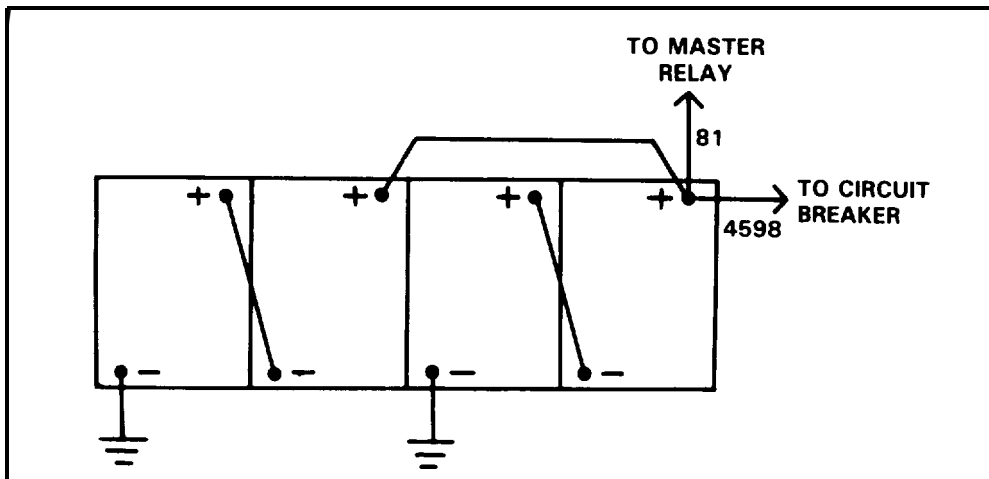 TO MASTER
RELAY
81
+ + + +
TO CIRCUIT
BREAKER
4598
- - - -